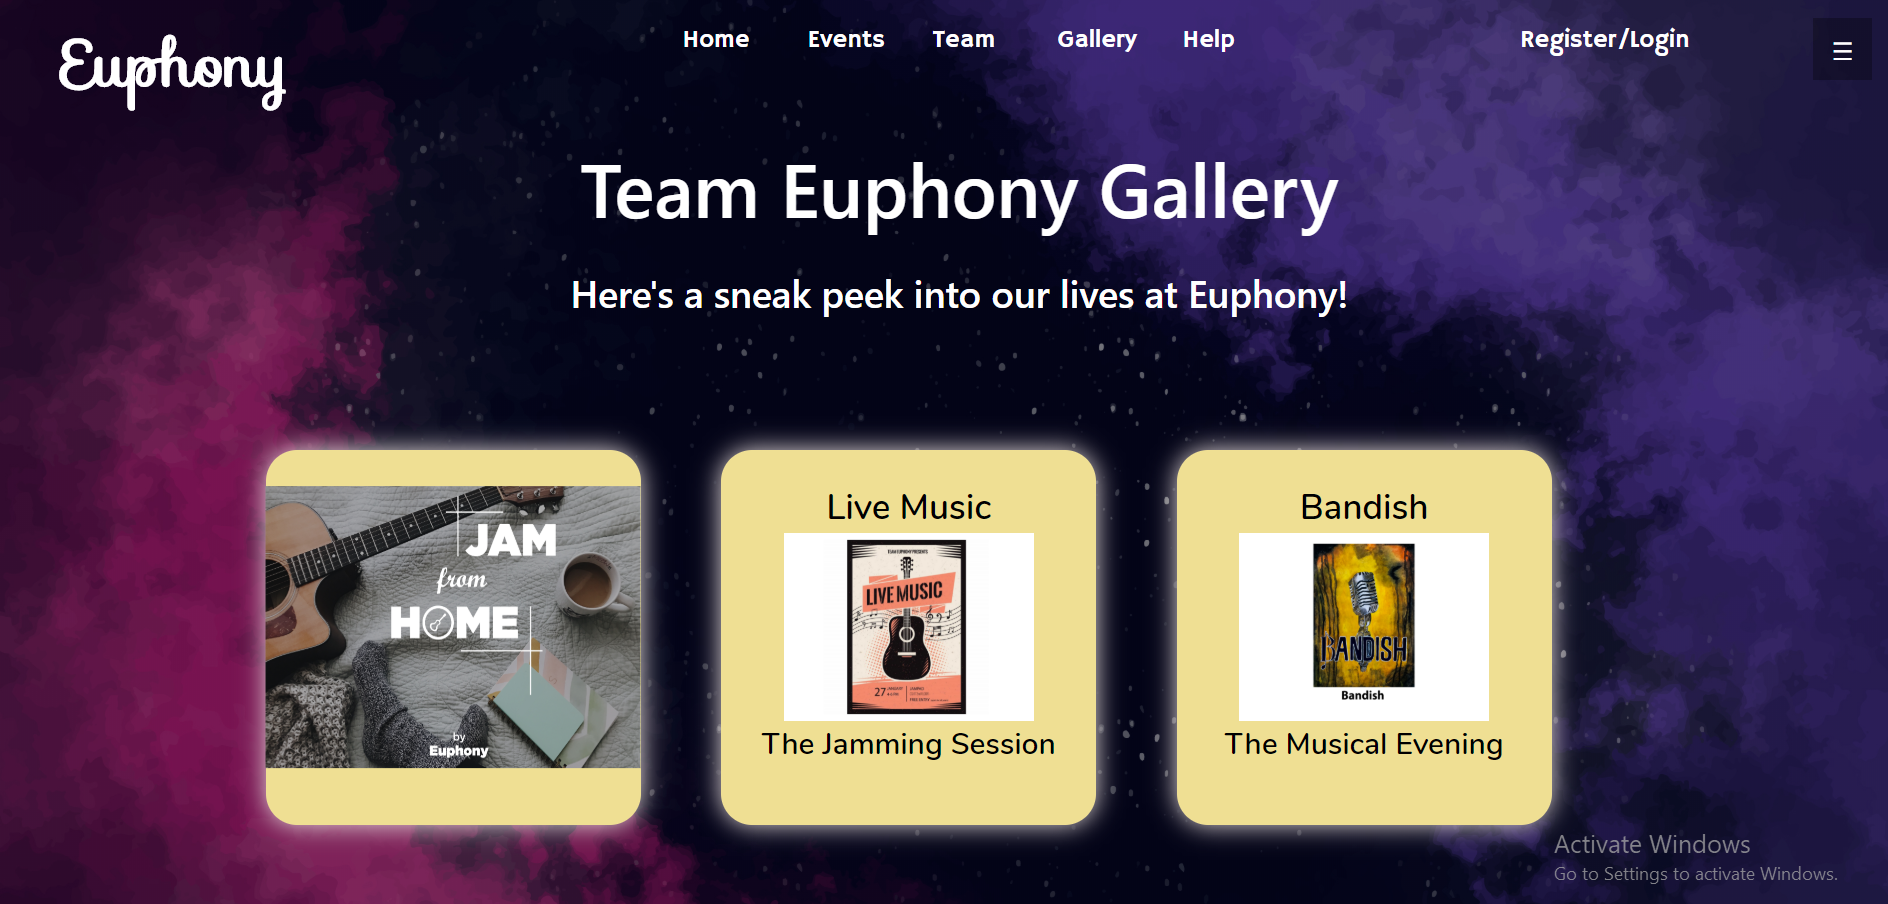 Euphony
Home Events Team Gallery Help Register/Login
Team Euphony Gallery
Here's a sneak peek into our lives at Euphony!
JAM
from
HOME
by
Euphony
Live Music
TEAM EUPHONY PRESENTS
LIVE MUSIC
27
The Jamming Session
Bandish
BANDISH
Bandish
The Musical Evening
Activate Windows
Go to Settings to activate Windows.